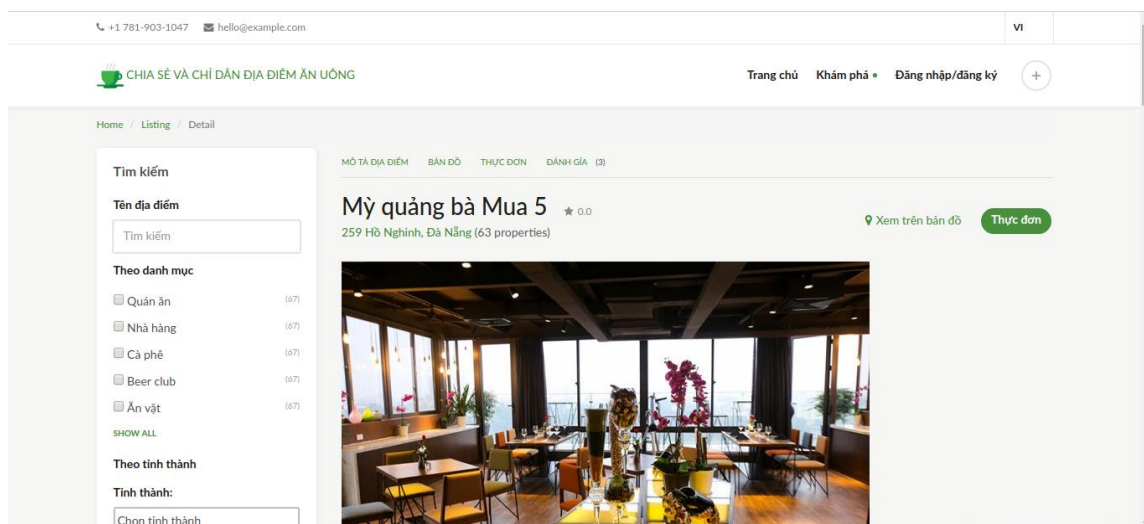 +1 781-903-1047 hello@example.com VI
CHIA SẺ VÀ CHỈ DẪN ĐỊA ĐIỂM ĂN UỐNG Trang chủ Khám phá Đăng nhập/đăng ký +
Home / Listing / Detail
MÔ TẢ ĐỊA ĐIỂM BẢN ĐỒ THỰC ĐƠN ĐÁNH GÍA (3)
Tìm kiếm
Tên địa điểm
Tìm kiếm
Theo danh mục
Quán ăn (67)
Nhà hàng (67)
Cà phê (67)
Beer club (67)
Ăn vặt (67)
SHOW ALL
Theo tỉnh thành
Tỉnh thành:
Chọn tỉnh thành
Mỳ quảng bà Mua 5 0.0
259 Hồ Nghinh, Đà Nẵng (63 properties)
Xem trên bản đồ Thực đơn